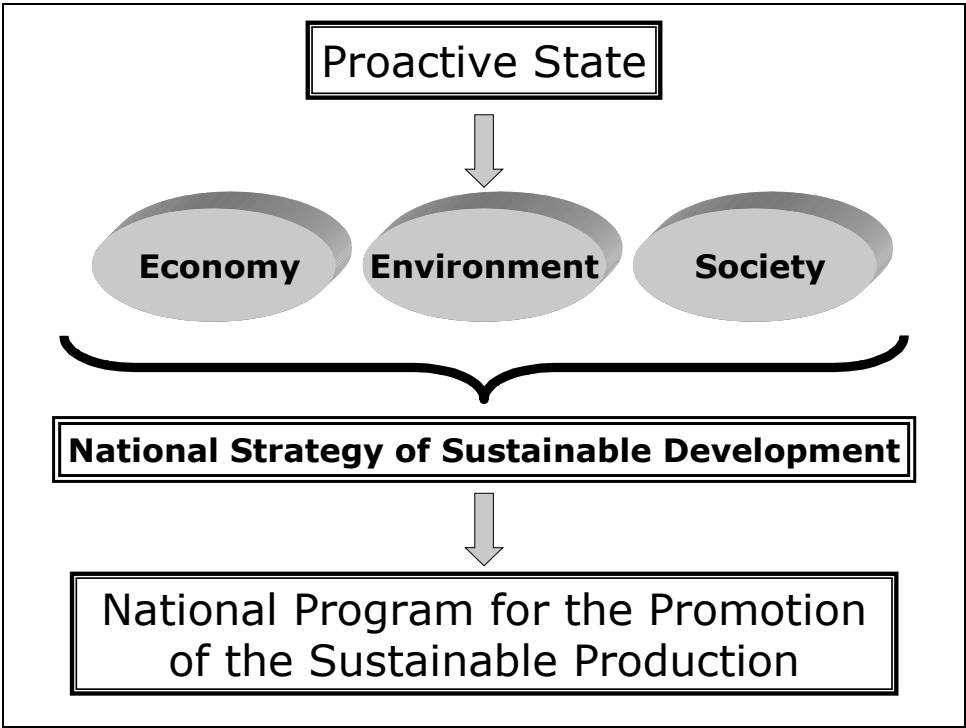 Proactive State
Economy
Environment
Society
National Strategy of Sustainable Development
National Program for the Promotion
of the Sustainable Production